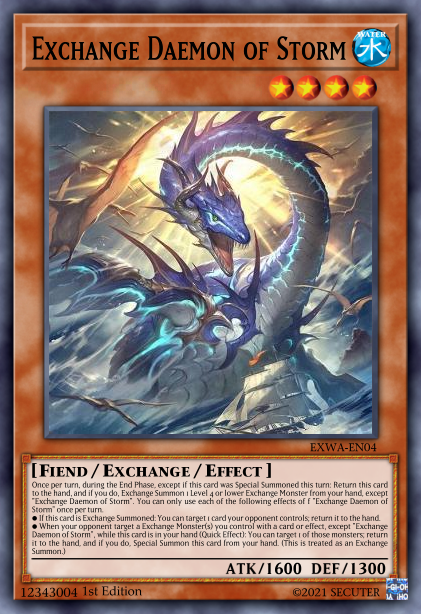 EXCHANGE DAEMON OF STORM
WATER
水
EXWA-EN04
[FIEND / EXCHANGE / EFFECT]
Once per turn, during the End Phase, except if this card was Special Summoned this turn: Return this card
to the hand, and if you do, Exchange Summon 1 Level 4 or lower Exchange Monster from your hand, except
"Exchange Daemon of Storm". You can only use each of the following effects of f "Exchange Daemon of
Storm" once per turn.
● If this card is Exchange Summoned: You can target 1 card your opponent controls; return it to the hand.
● When your opponent target a Exchange Monster(s) you control with a card or effect, except "Exchange
Daemon of Storm", while this card is in your hand (Quick Effect): You can target 1 of those monsters; return
it to the hand, and if you do, Special Summon this card from your hand. (This is treated as an Exchange
Summon.)
ATK/1600 DEF/1300
12343004 1st Edition
©2021 SECUTER